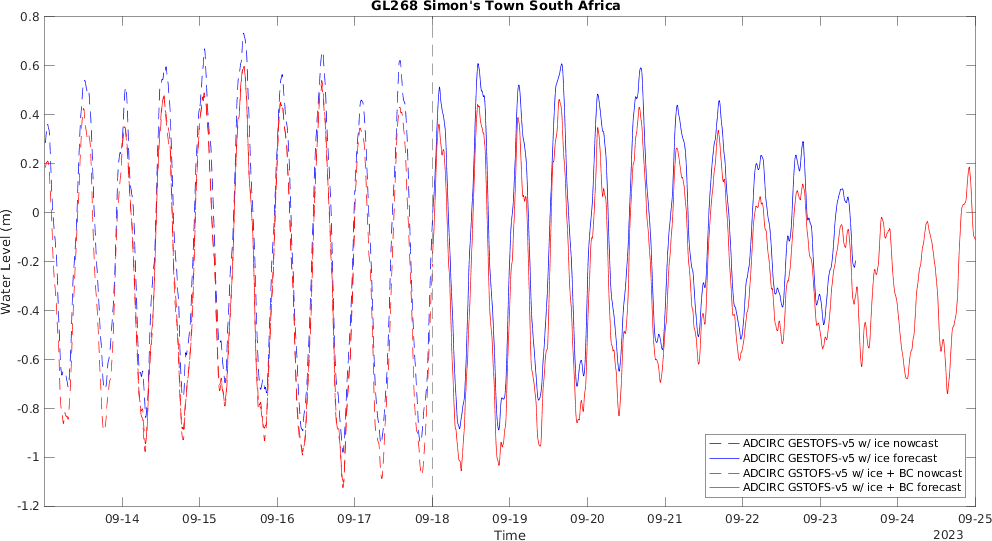 GL268 Simon's Town South Africa
0.8
0.6
0.4
0.2
0
-0.2
-0.4
-0.6
-0.8
-1
-1.2
Water Level (m)
ADCIRC GESTOFS-v5 w/ ice nowcast
ADCIRC GESTOFS-v5 w/ ice forecast
ADCIRC GSTOFS-v5 w/ ice + BC nowcast
ADCIRC GSTOFS-v5 w/ ice + BC forecast
09-14 09-15 09-16 09-17 09-18 09-19 09-20 09-21 09-22 09-23 09-24 09-25
Time
2023